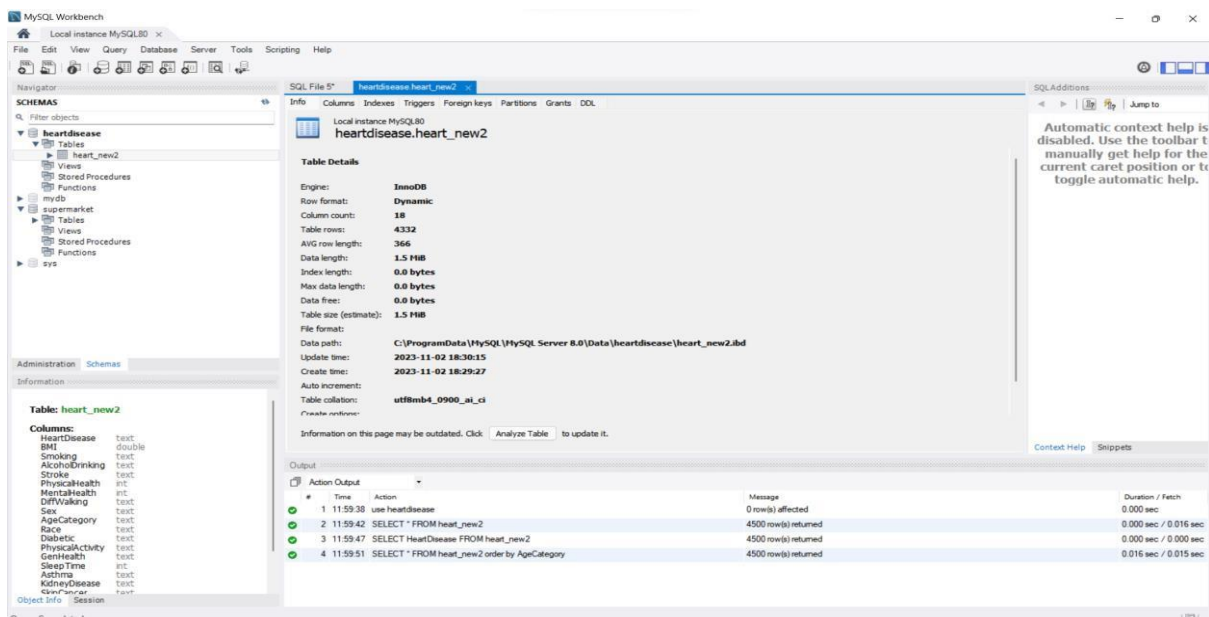 MySQL Workbench
Local instance MySQL80 ×
File Edit View Query Database Server Tools Scripting Help
Navigator
SCHEMAS
Filter objects
heartdisease
Tables
heart_new2
Views
Stored Procedures
Functions
mydb
supermarket
Tables
Views
Stored Procedures
Functions
sys
Administration Schemas
Information
Table: heart_new2
Columns:
HeartDisease text
BMI double
Smoking text
AlcoholDrinking text
Stroke text
PhysicalHealth int
MentalHealth int
DiffWalking text
Sex text
AgeCategory text
Race text
Diabetic text
PhysicalActivity text
GenHealth text
SleepTime int
Asthma text
KidneyDisease text
SkinCancer text
Object Info Session
SQL File 5* heartdisease.heart_new2 ×
Info Columns Indexes Triggers Foreign keys Partitions Grants DDL
Local instance MySQL80
heartdisease.heart_new2
Table Details
Engine: InnoDB
Row format: Dynamic
Column count: 18
Table rows: 4332
AVG row length: 366
Data length: 1.5 MiB
Index length: 0.0 bytes
Max data length: 0.0 bytes
Data free: 0.0 bytes
Table size (estimate): 1.5 MiB
File format:
Data path: C:\ProgramData\MySQL\MySQL Server 8.0\Data\heartdisease\heart_new2.ibd
Update time: 2023-11-02 18:30:15
Create time: 2023-11-02 18:29:27
Auto increment:
Table collation: utf8mb4_0900_ai_ci
Create options:
Information on this page may be outdated. Click Analyze Table to update it.
SQLAdditions
Jump to
Automatic context help is
disabled. Use the toolbar t
manually get help for the
current caret position or to
toggle automatic help.
Context Help Snippets
Output
Action Output
# Time Action Message Duration / Fetch
1 11:59:38 use heartdisease 0 row(s) affected 0.000 sec
2 11:59:42 SELECT * FROM heart_new2 4500 row(s) returned 0.000 sec / 0.016 sec
3 11:59:47 SELECT HeartDisease FROM heart_new2 4500 row(s) returned 0.000 sec / 0.000 sec
4 11:59:51 SELECT * FROM heart_new2 order by AgeCategory 4500 row(s) returned 0.016 sec / 0.015 sec